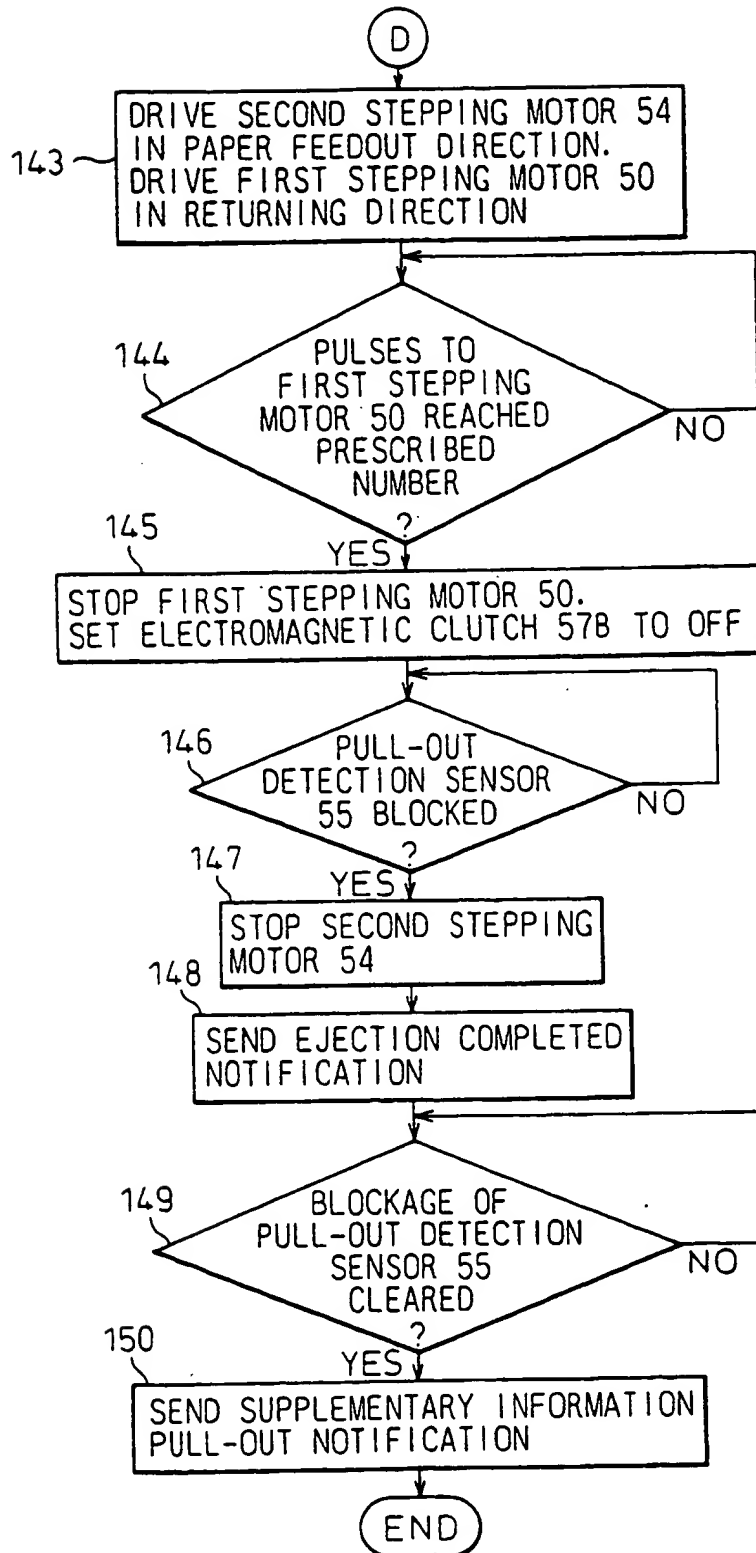 D
143
DRIVE SECOND STEPPING MOTOR 54
IN PAPER FEEDOUT DIRECTION.
DRIVE FIRST STEPPING MOTOR 50
IN RETURNING DIRECTION
144
PULSES TO
FIRST STEPPING
MOTOR 50 REACHED
PRESCRIBED
NUMBER
?
NO
YES
145
STOP FIRST STEPPING MOTOR 50.
SET ELECTROMAGNETIC CLUTCH 57B TO OFF
146
PULL-OUT
DETECTION SENSOR
55 BLOCKED
?
NO
YES
147
STOP SECOND STEPPING
MOTOR 54
148
SEND EJECTION COMPLETED
NOTIFICATION
149
BLOCKAGE OF
PULL-OUT DETECTION
SENSOR 55
CLEARED
?
NO
YES
150
SEND SUPPLEMENTARY INFORMATION
PULL-OUT NOTIFICATION
END